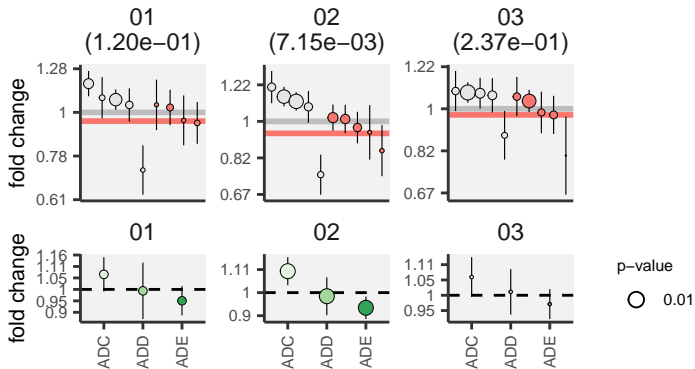 01
(1.20e−01)
02
(7.15e−03)
03
(2.37e−01)
fold change
1.28
1
0.78
0.61
1.22
1
0.82
0.67
1.22
1
0.82
0.67
01
02
03
fold change
1.16
1.11
1.05
1
0.95
0.9
1.11
1
0.9
1.11
1.05
1
0.95
ADC
ADD
ADE
ADC
ADD
ADE
ADC
ADD
ADE
p−value
0.01